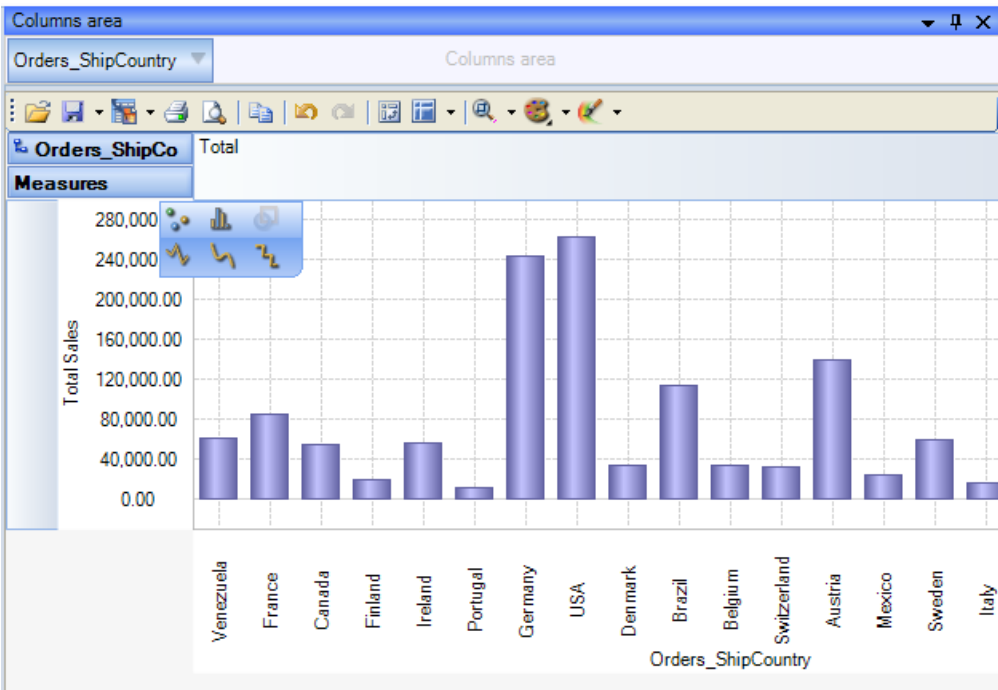 Columns area
Orders_ShipCountry
Columns area
Orders_ShipCo
Total
Measures
280,000
240,000
200,000.00
160,000.00
120,000.00
80,000.00
40,000.00
0.00
Total Sales
Venezuela
France
Canada
Finland
Ireland
Portugal
Germany
USA
Denmark
Brazil
Belgium
Switzerland
Austria
Mexico
Sweden
Italy
Orders_ShipCountry